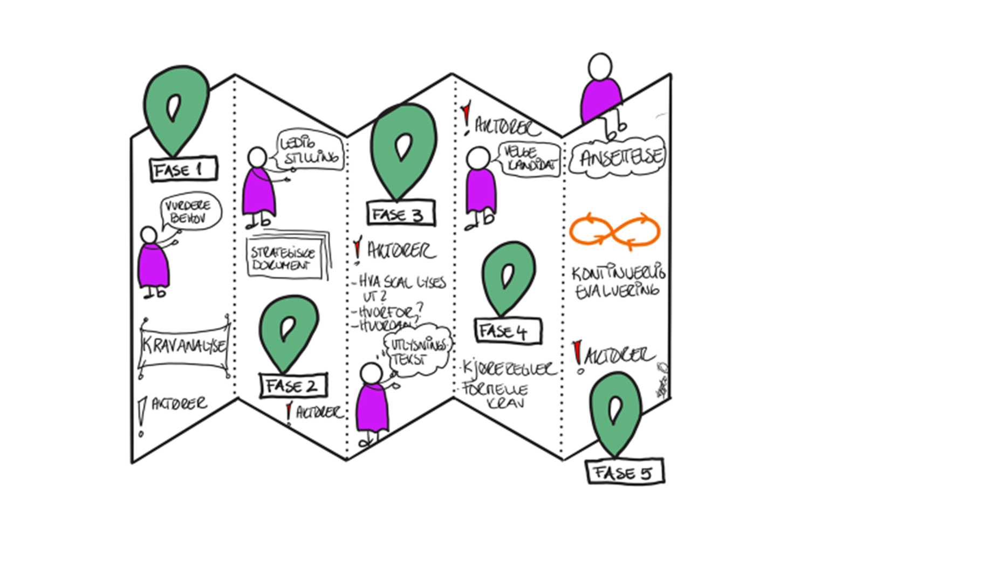 FASE 1
VURDERE
BEHOV
KRAVANALYSE
! AKTØRER
LEDIG
STILLING
STRATEGISKE
DOKUMENT
FASE 2
! AKTØRER
FASE 3
! AKTØRER
- HVA SKAL LYSES
UT?
- HVORFOR?
- HVORDAN?
UTLYSNINGS-
TEKST
! AKTØRER
VELGE
KANDIDAT
FASE 4
- KJØREREGLER
- FORMELLE
KRAV
ANSETTELSE
KONTINUERLIG
EVALUERING
! AKTØRER
FASE 5